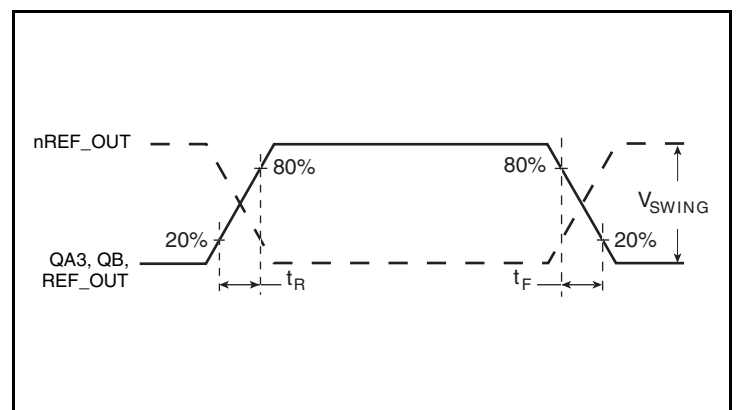 nREF_OUT
80%
80%
VSWING
20%
20%
QA3, QB,
REF_OUT
tR
tF